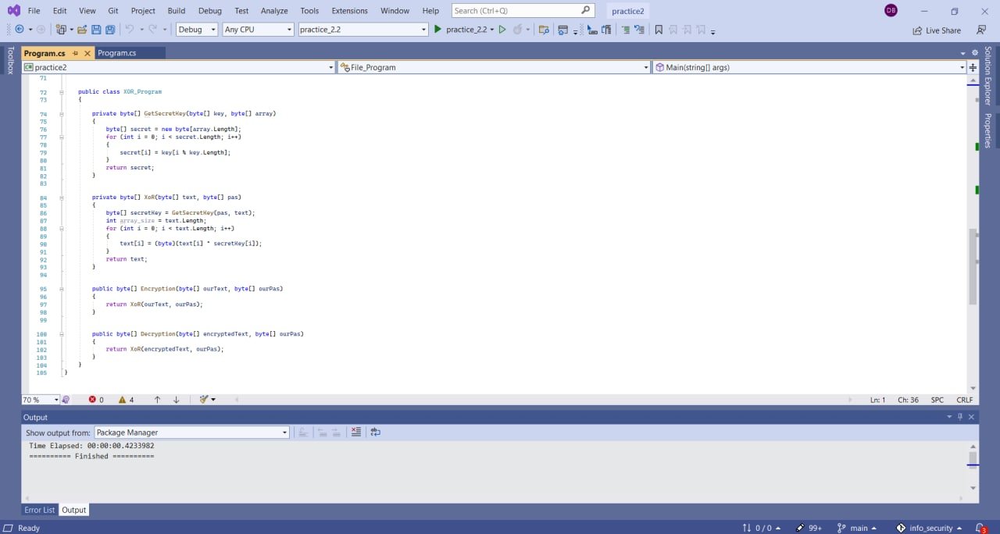 File Edit View Git Project Build Debug Test Analyze Tools Extensions Window Help Search (Ctrl+Q) practice2 DB
Debug Any CPU practice_2.2 practice_2.2 Live Share
Toolbox
Program.cs Program.cs
practice2 File_Program Main(string[] args)
71
72 public class XOR_Program
73 {
74 private byte[] GetSecretKey(byte[] key, byte[] array)
75 {
76 byte[] secret = new byte[array.Length];
77 for (int i = 0; i < secret.Length; i++)
78 {
79 secret[i] = key[i % key.Length];
80 }
81 return secret;
82 }
83
84 private byte[] XoR(byte[] text, byte[] pas)
85 {
86 byte[] secretKey = GetSecretKey(pas, text);
87 int array_size = text.Length;
88 for (int i = 0; i < text.Length; i++)
89 {
90 text[i] = (byte)(text[i] ^ secretKey[i]);
91 }
92 return text;
93 }
94
95 public byte[] Encryption(byte[] ourText, byte[] ourPas)
96 {
97 return XoR(ourText, ourPas);
98 }
99
100 public byte[] Decryption(byte[] encryptedText, byte[] ourPas)
101 {
102 return XoR(encryptedText, ourPas);
103 }
104 }
105 }
Solution Explorer
Properties
70 % 0 4 Ln: 1 Ch: 36 SPC CRLF
Output
Show output from: Package Manager
Time Elapsed: 00:00:00.4233982
========== Finished ==========
Error List Output
Ready 0 / 0 99+ main info_security 3